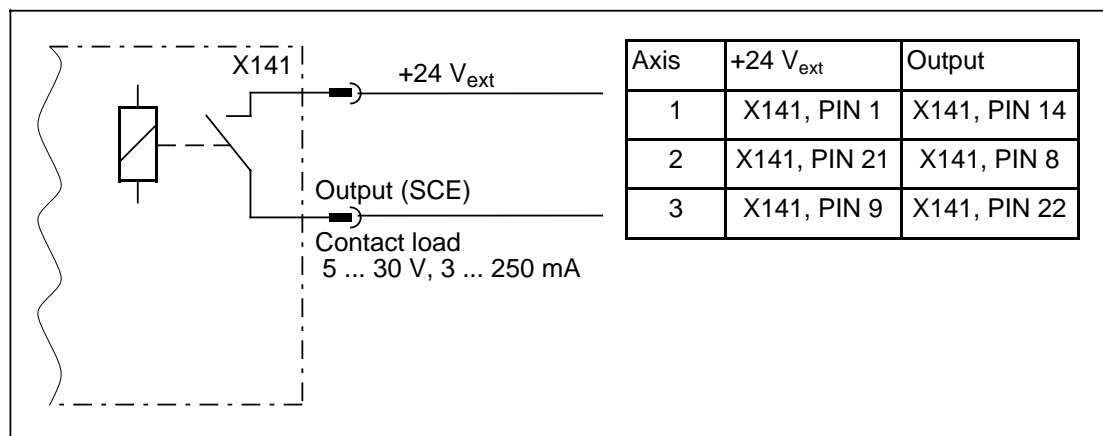 X141
+24 Vext
Output (SCE)
Contact load
5 ... 30 V, 3 ... 250 mA
Axis +24 Vext Output
1 X141, PIN 1 X141, PIN 14
2 X141, PIN 21 X141, PIN 8
3 X141, PIN 9 X141, PIN 22